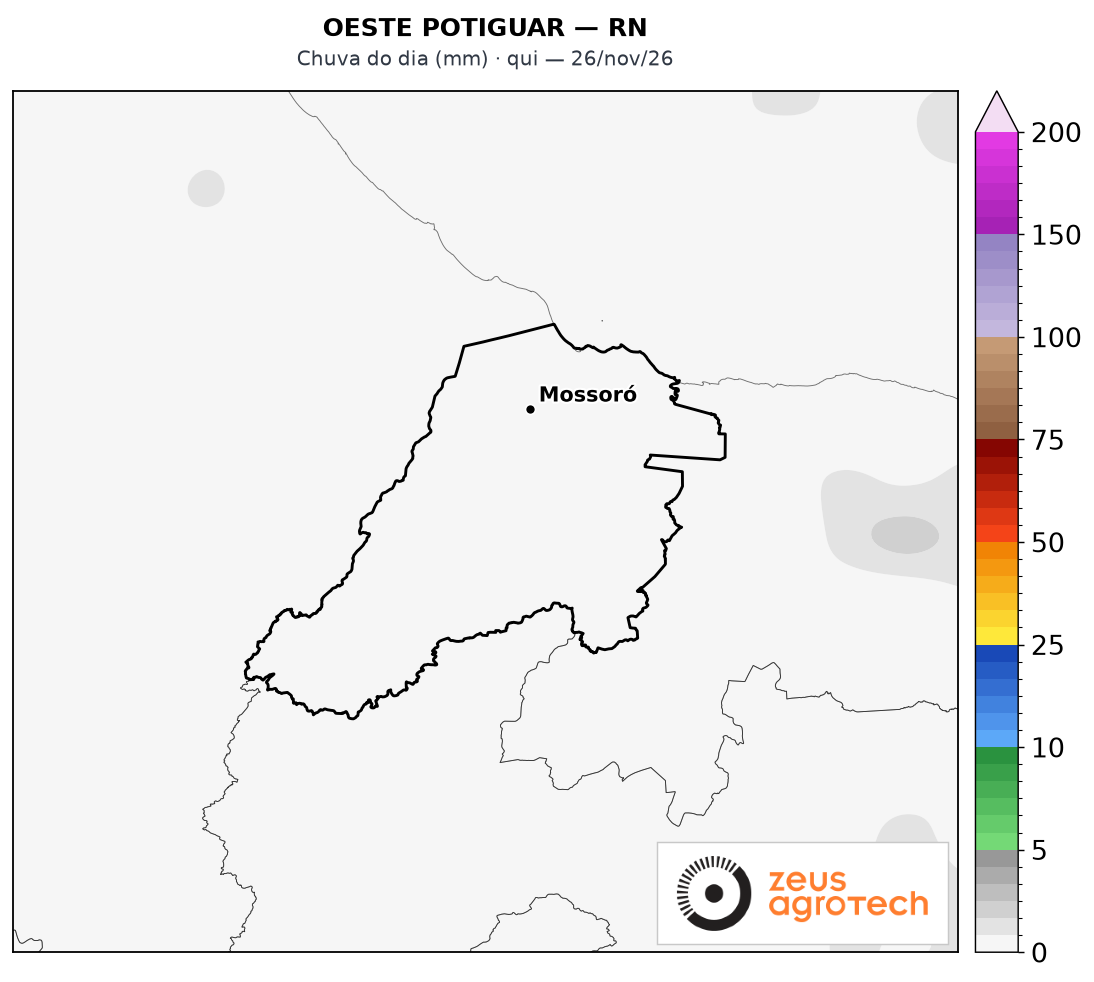 OESTE POTIGUAR — RN
Chuva do dia (mm) · qui — 26/nov/26
Mossoró
200
150
100
75
50
25
10
5
0
zeus
agrotech